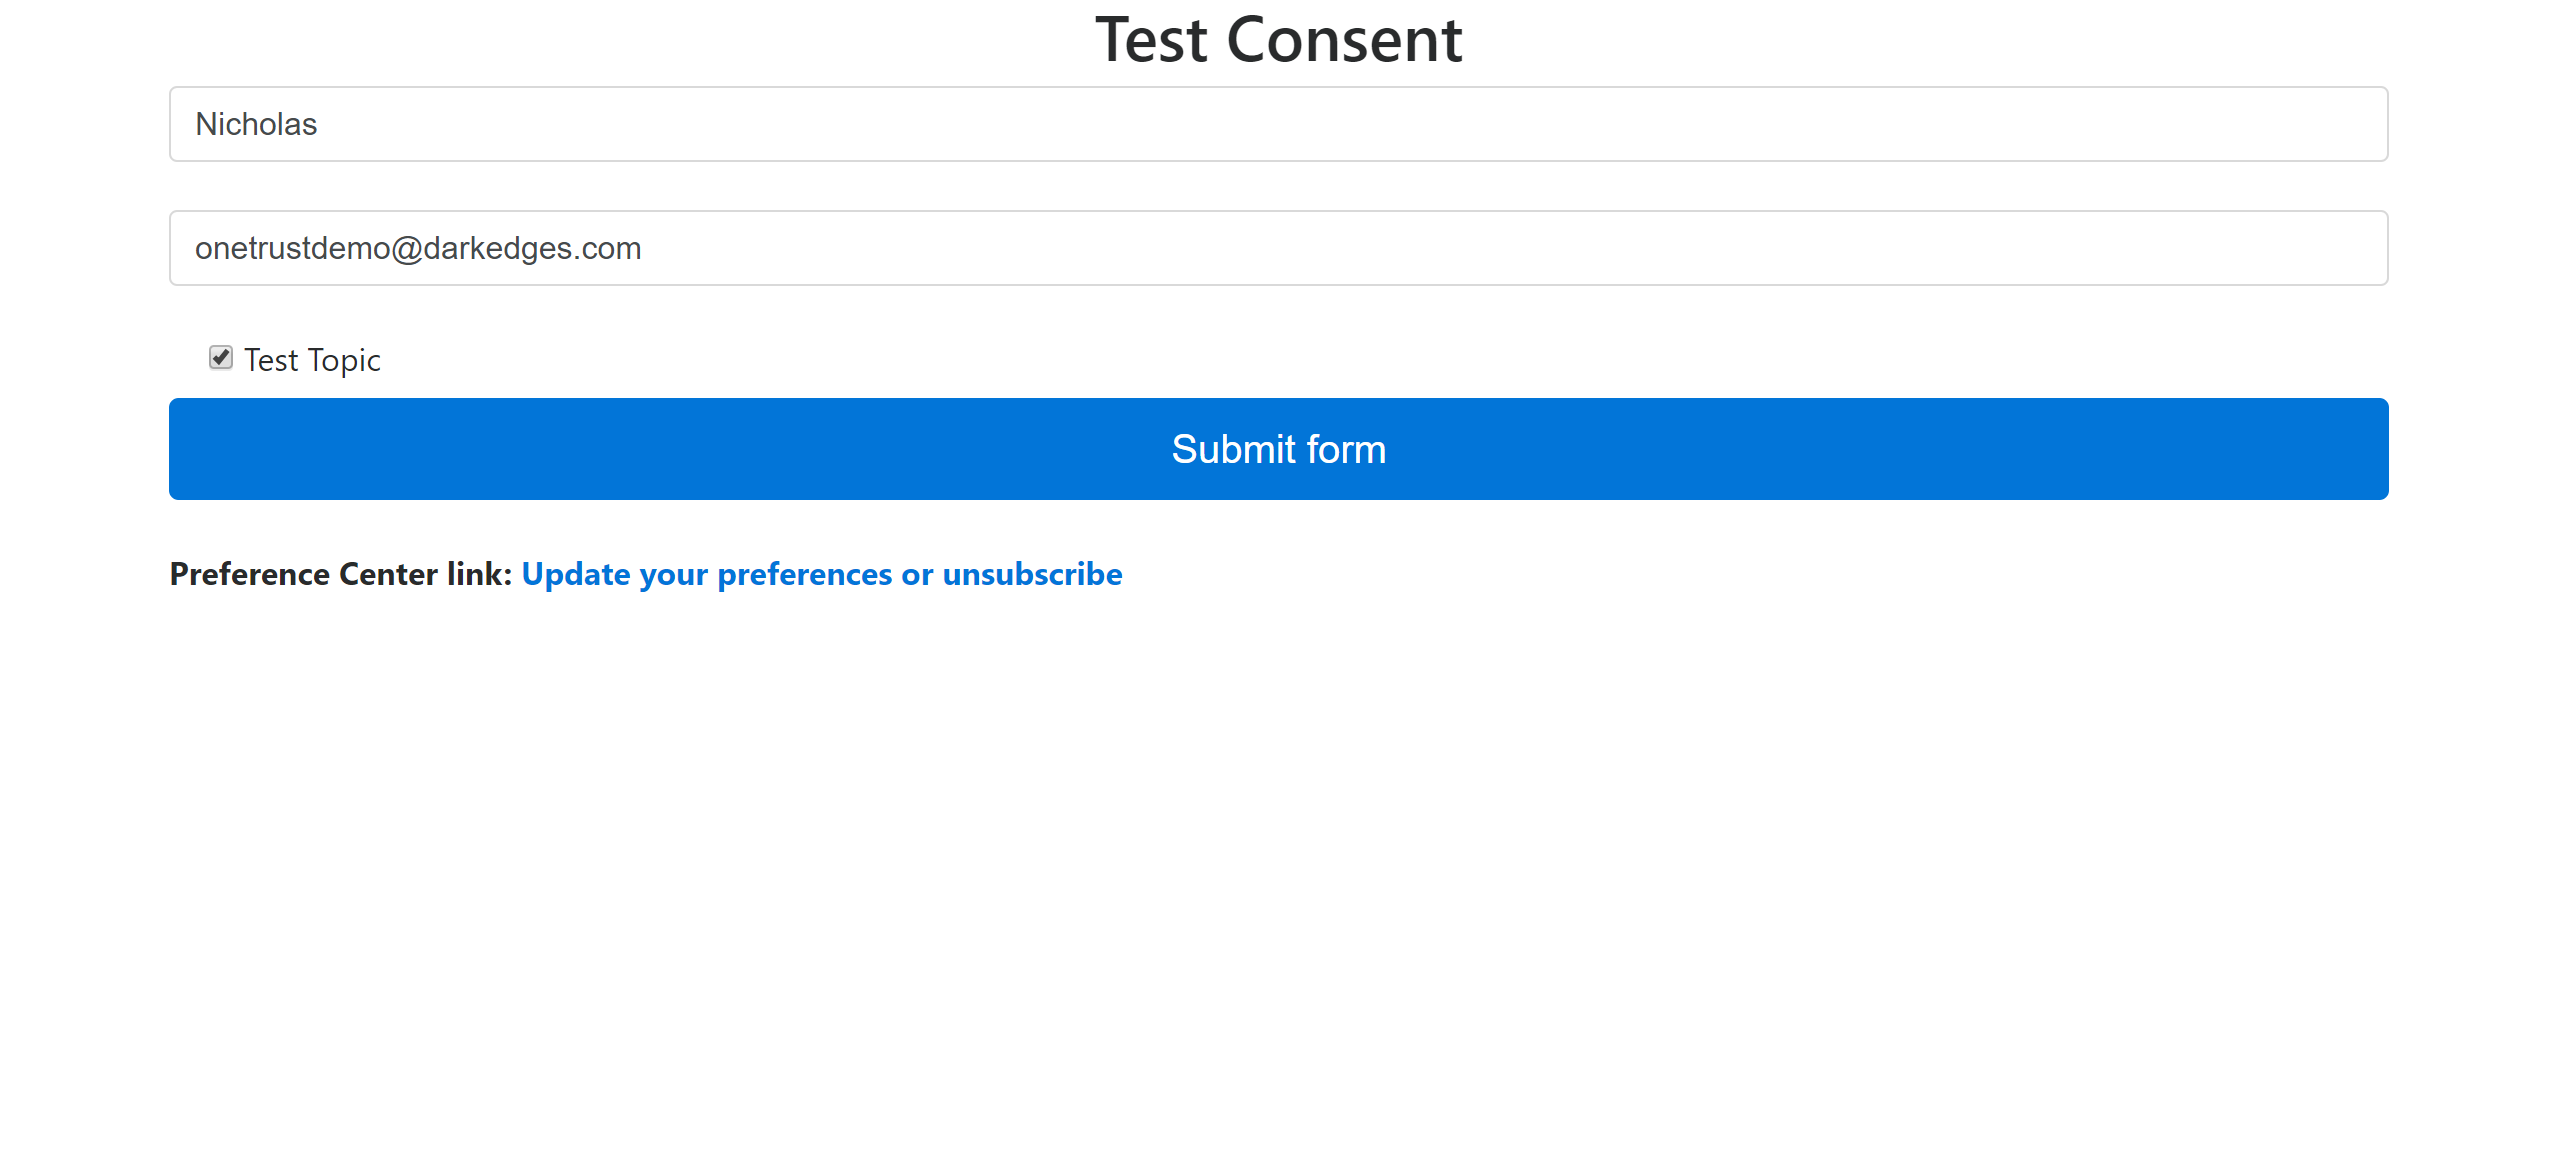 Test Consent
Nicholas
onetrustdemo@darkedges.com
Test Topic
Submit form
Preference Center link: Update your preferences or unsubscribe